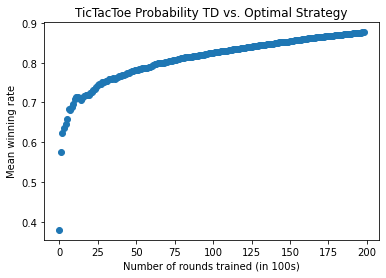 TicTacToe Probability TD vs. Optimal Strategy
0.9
0.8
0.7
0.6
0.5
0.4
Mean winning rate
0 25 50 75 100 125 150 175 200
Number of rounds trained (in 100s)